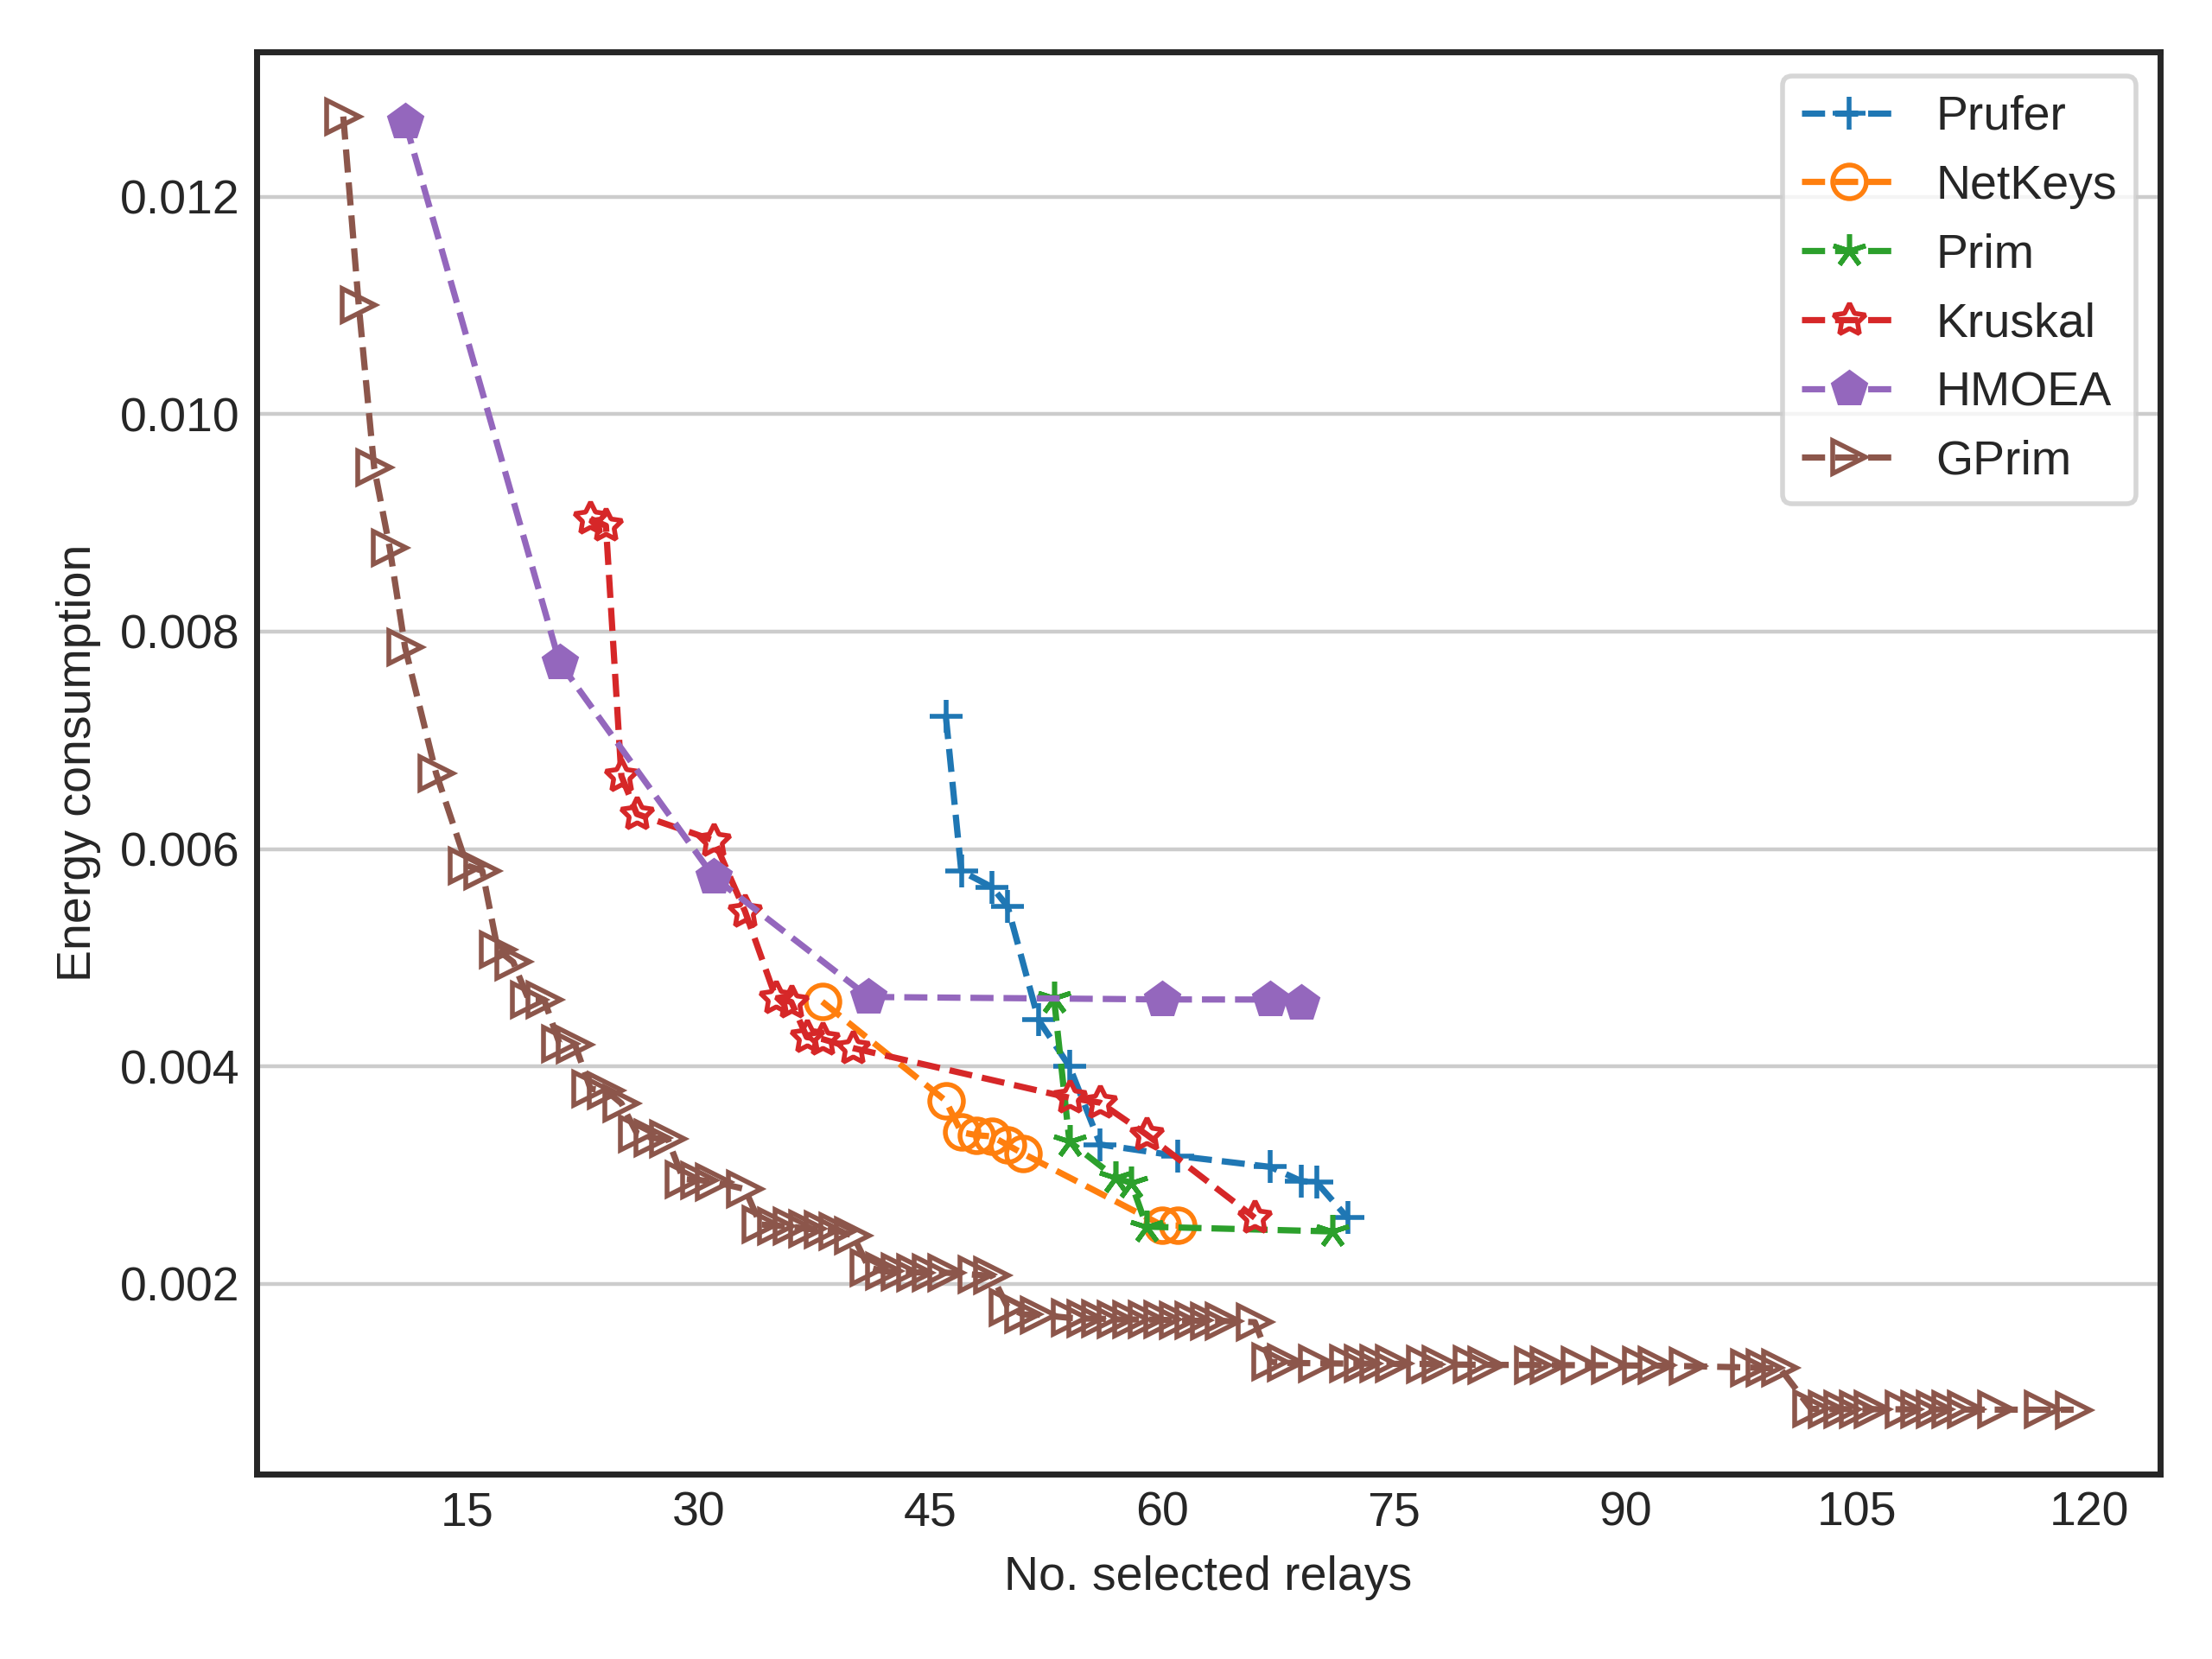 Prufer
NetKeys
Prim
Kruskal
HMOEA
GPrim
Energy consumption
0.012
0.010
0.008
0.006
0.004
0.002
15 30 45 60 75 90 105 120
No. selected relays